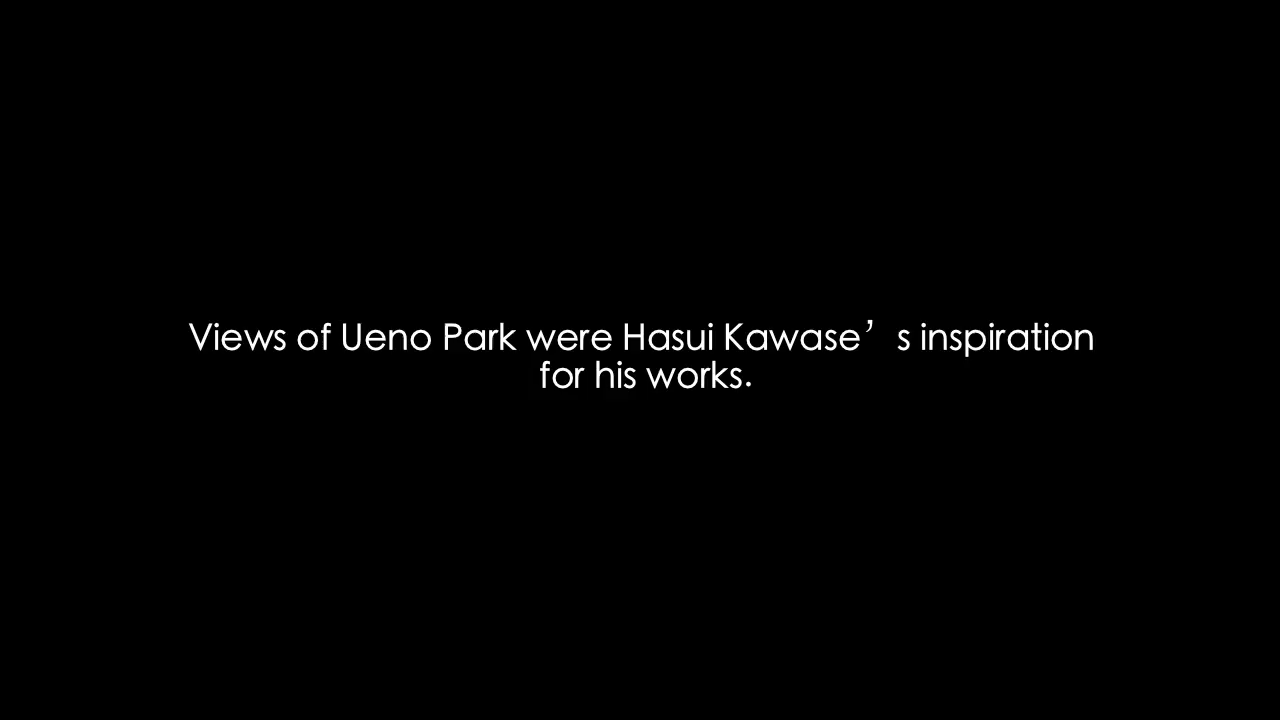 Views of Ueno Park were Hasui Kawase’s inspiration
for his works.